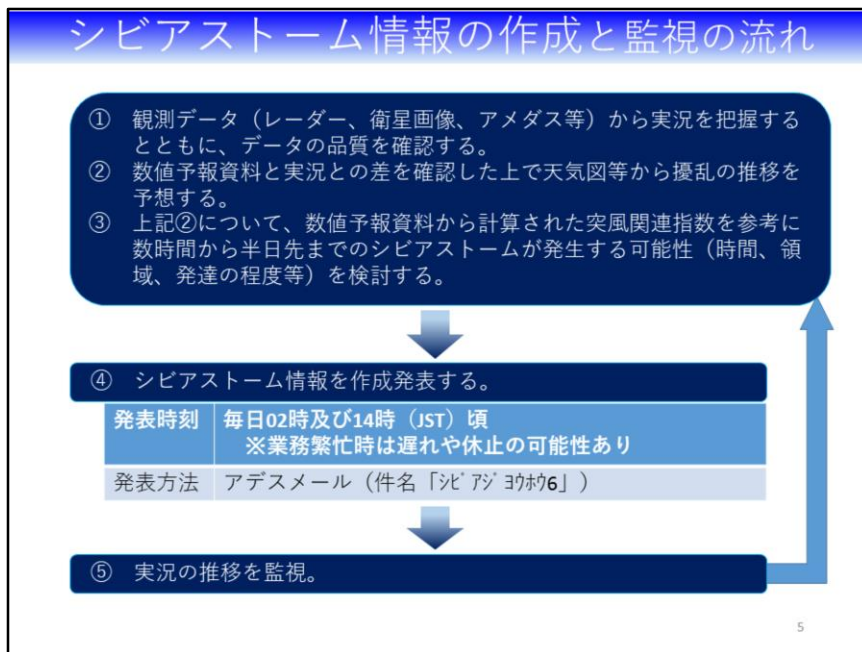 シビアストーム情報の作成と監視の流れ
① 観測データ（レーダー、衛星画像、アメダス等）から実況を把握する
とともに、データの品質を確認する。
② 数値予報資料と実況との差を確認した上で天気図等から擾乱の推移を
予想する。
③ 上記②について、数値予報資料から計算された突風関連指数を参考に
数時間から半日先までのシビアストームが発生する可能性（時間、領
域、発達の程度等）を検討する。
④ シビアストーム情報を作成発表する。
発表時刻 毎日02時及び14時（JST）頃
※業務繁忙時は遅れや休止の可能性あり
発表方法 アデスメール（件名「ｼﾋﾞｱｼﾞﾖｳﾎｳ6」）
⑤ 実況の推移を監視。
5